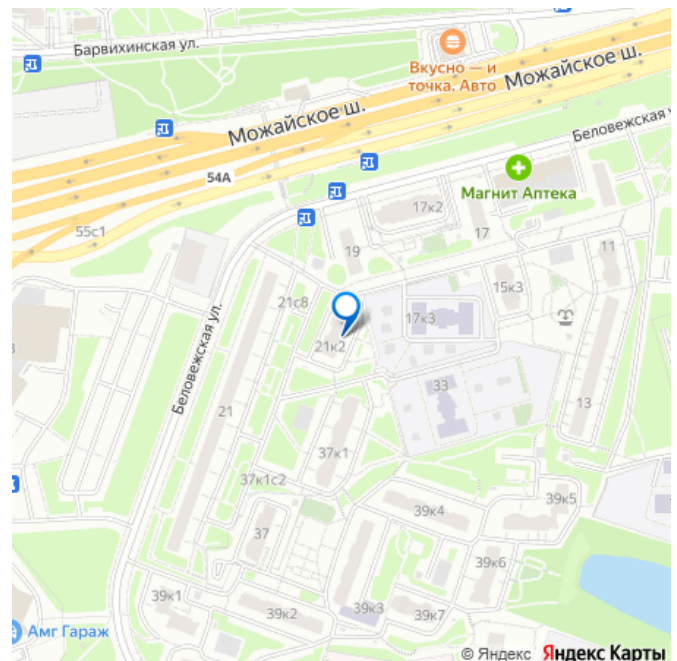 Барвихинская ул.
Вкусно — и
точка. Авто
Можайское ш.
Можайское ш.
Беловежская у
54А
Магнит Аптека
17к2
17
55с1
19
11
15к3
21с8
17к3
Беловежская ул.
21к2
33
21
13
37к1
37к1с2
39к4
39к5
37
39к6
39к1
39к2
39к3
39к7
Амг Гараж
© Яндекс Яндекс Карты